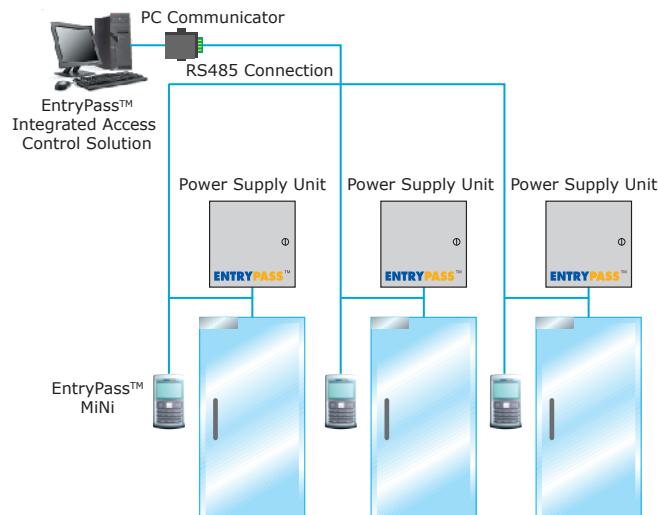 PC Communicator
RS485 Connection
EntryPass™
Integrated Access
Control Solution
Power Supply Unit
Power Supply Unit
Power Supply Unit
ENTRYPASS™
ENTRYPASS™
ENTRYPASS™
EntryPass™
MiNi